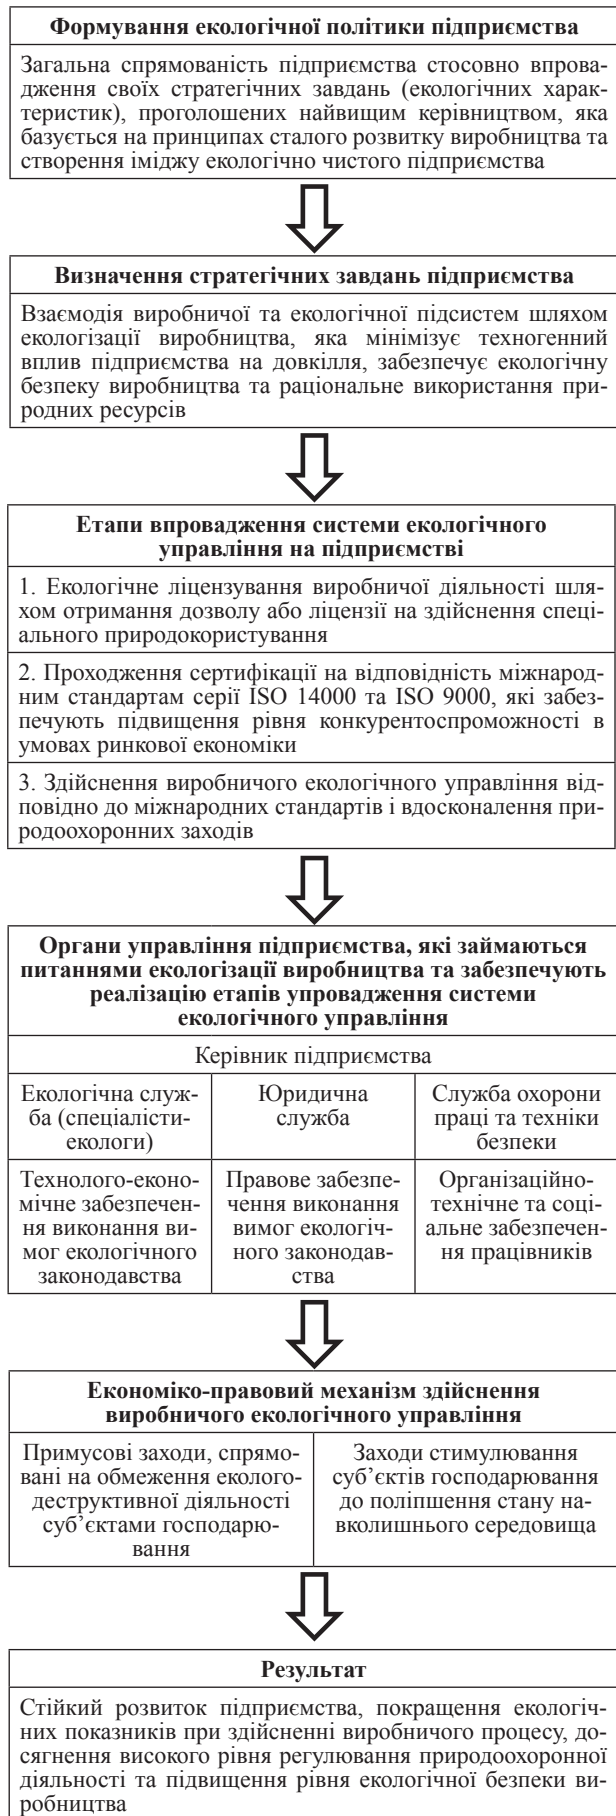 Формування екологічної політики підприємства
Загальна спрямованість підприємства стосовно впрова-
дження своїх стратегічних завдань (екологічних харак-
теристик), проголошених найвищим керівництвом, яка
базується на принципах сталого розвитку виробництва та
створення іміджу екологічно чистого підприємства
Визначення стратегічних завдань підприємства
Взаємодія виробничої та екологічної підсистем шляхом
екологізації виробництва, яка мінімізує техногенний
вплив підприємства на довкілля, забезпечує екологічну
безпеку виробництва та раціональне використання при-
родних ресурсів
Етапи впровадження системи екологічного
управління на підприємстві
1. Екологічне ліцензування виробничої діяльності шля-
хом отримання дозволу або ліцензії на здійснення спеці-
ального природокористування
2. Проходження сертифікації на відповідність міжнарод-
ним стандартам серії ISO 14000 та ISO 9000, які забез-
печують підвищення рівня конкурентоспроможності в
умовах ринкової економіки
3. Здійснення виробничого екологічного управління від-
повідно до міжнародних стандартів і вдосконалення при-
родоохоронних заходів
Органи управління підприємства, які займаються
питаннями екологізації виробництва та забезпечують
реалізацію етапів упровадження системи
екологічного управління
Керівник підприємства
Екологічна служ-
ба (спеціалісти-
екологи)
Юридична
служба
Служба охорони
праці та техніки
безпеки
Технолого-еконо-
мічне забезпечен-
ня виконання ви-
мог екологічного
законодавства
Правове забезпе-
чення виконання
вимог екологіч-
ного законодав-
ства
Організаційно-
технічне та соці-
альне забезпечен-
ня працівників
Економіко-правовий механізм здійснення
виробничого екологічного управління
Примусові заходи, спрямо-
вані на обмеження еколого-
деструктивної діяльності
суб’єктами господарю-
вання
Заходи стимулювання
суб’єктів господарювання
до поліпшення стану на-
вколишнього середовища
Результат
Стійкий розвиток підприємства, покращення екологіч-
них показників при здійсненні виробничого процесу, до-
сягнення високого рівня регулювання природоохоронної
діяльності та підвищення рівня екологічної безпеки ви-
робництва